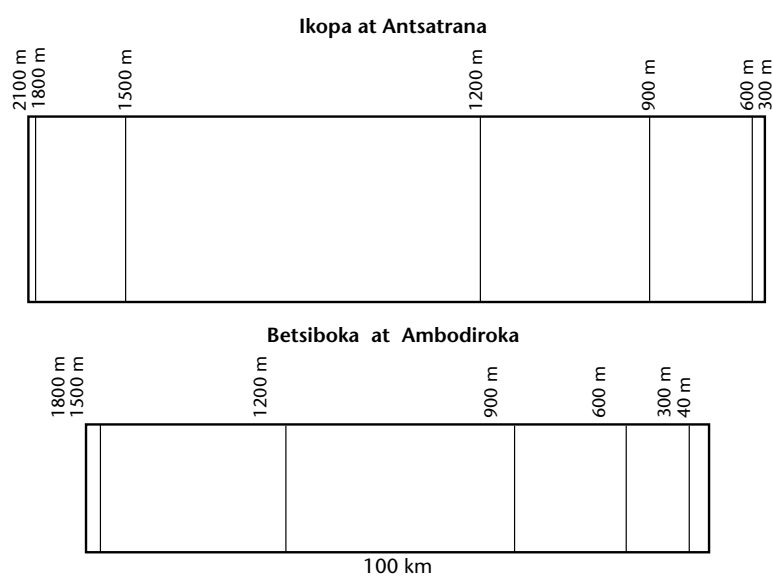 Ikopa at Antsatrana
2100 m
1800 m
1500 m
1200 m
900 m
600 m
300 m
Betsiboka at Ambodiroka
1800 m
1500 m
1200 m
900 m
600 m
300 m
40 m
100 km